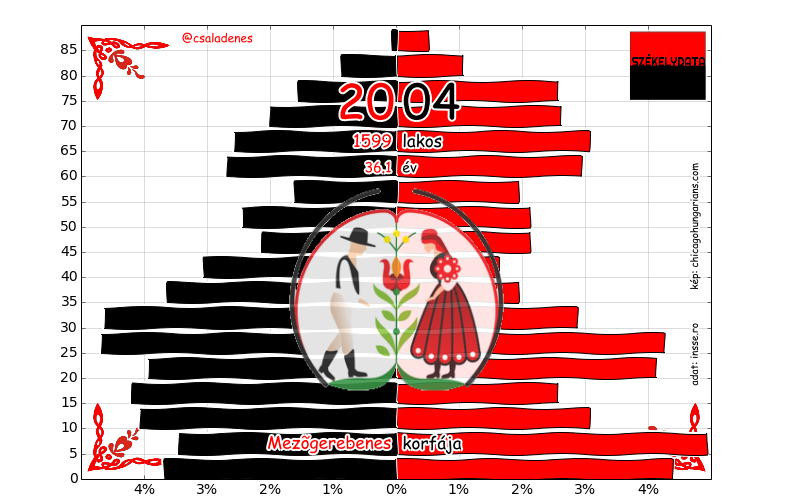 @csaladenes
SZÉKELYDATA
2004
1599 lakos
36.1 év
kép: chicagohungarians.com
adat: insse.ro
Mezõgerebenes korfája
85
80
75
70
65
60
55
50
45
40
35
30
25
20
15
10
5
0
4% 3% 2% 1% 0% 1% 2% 3% 4%